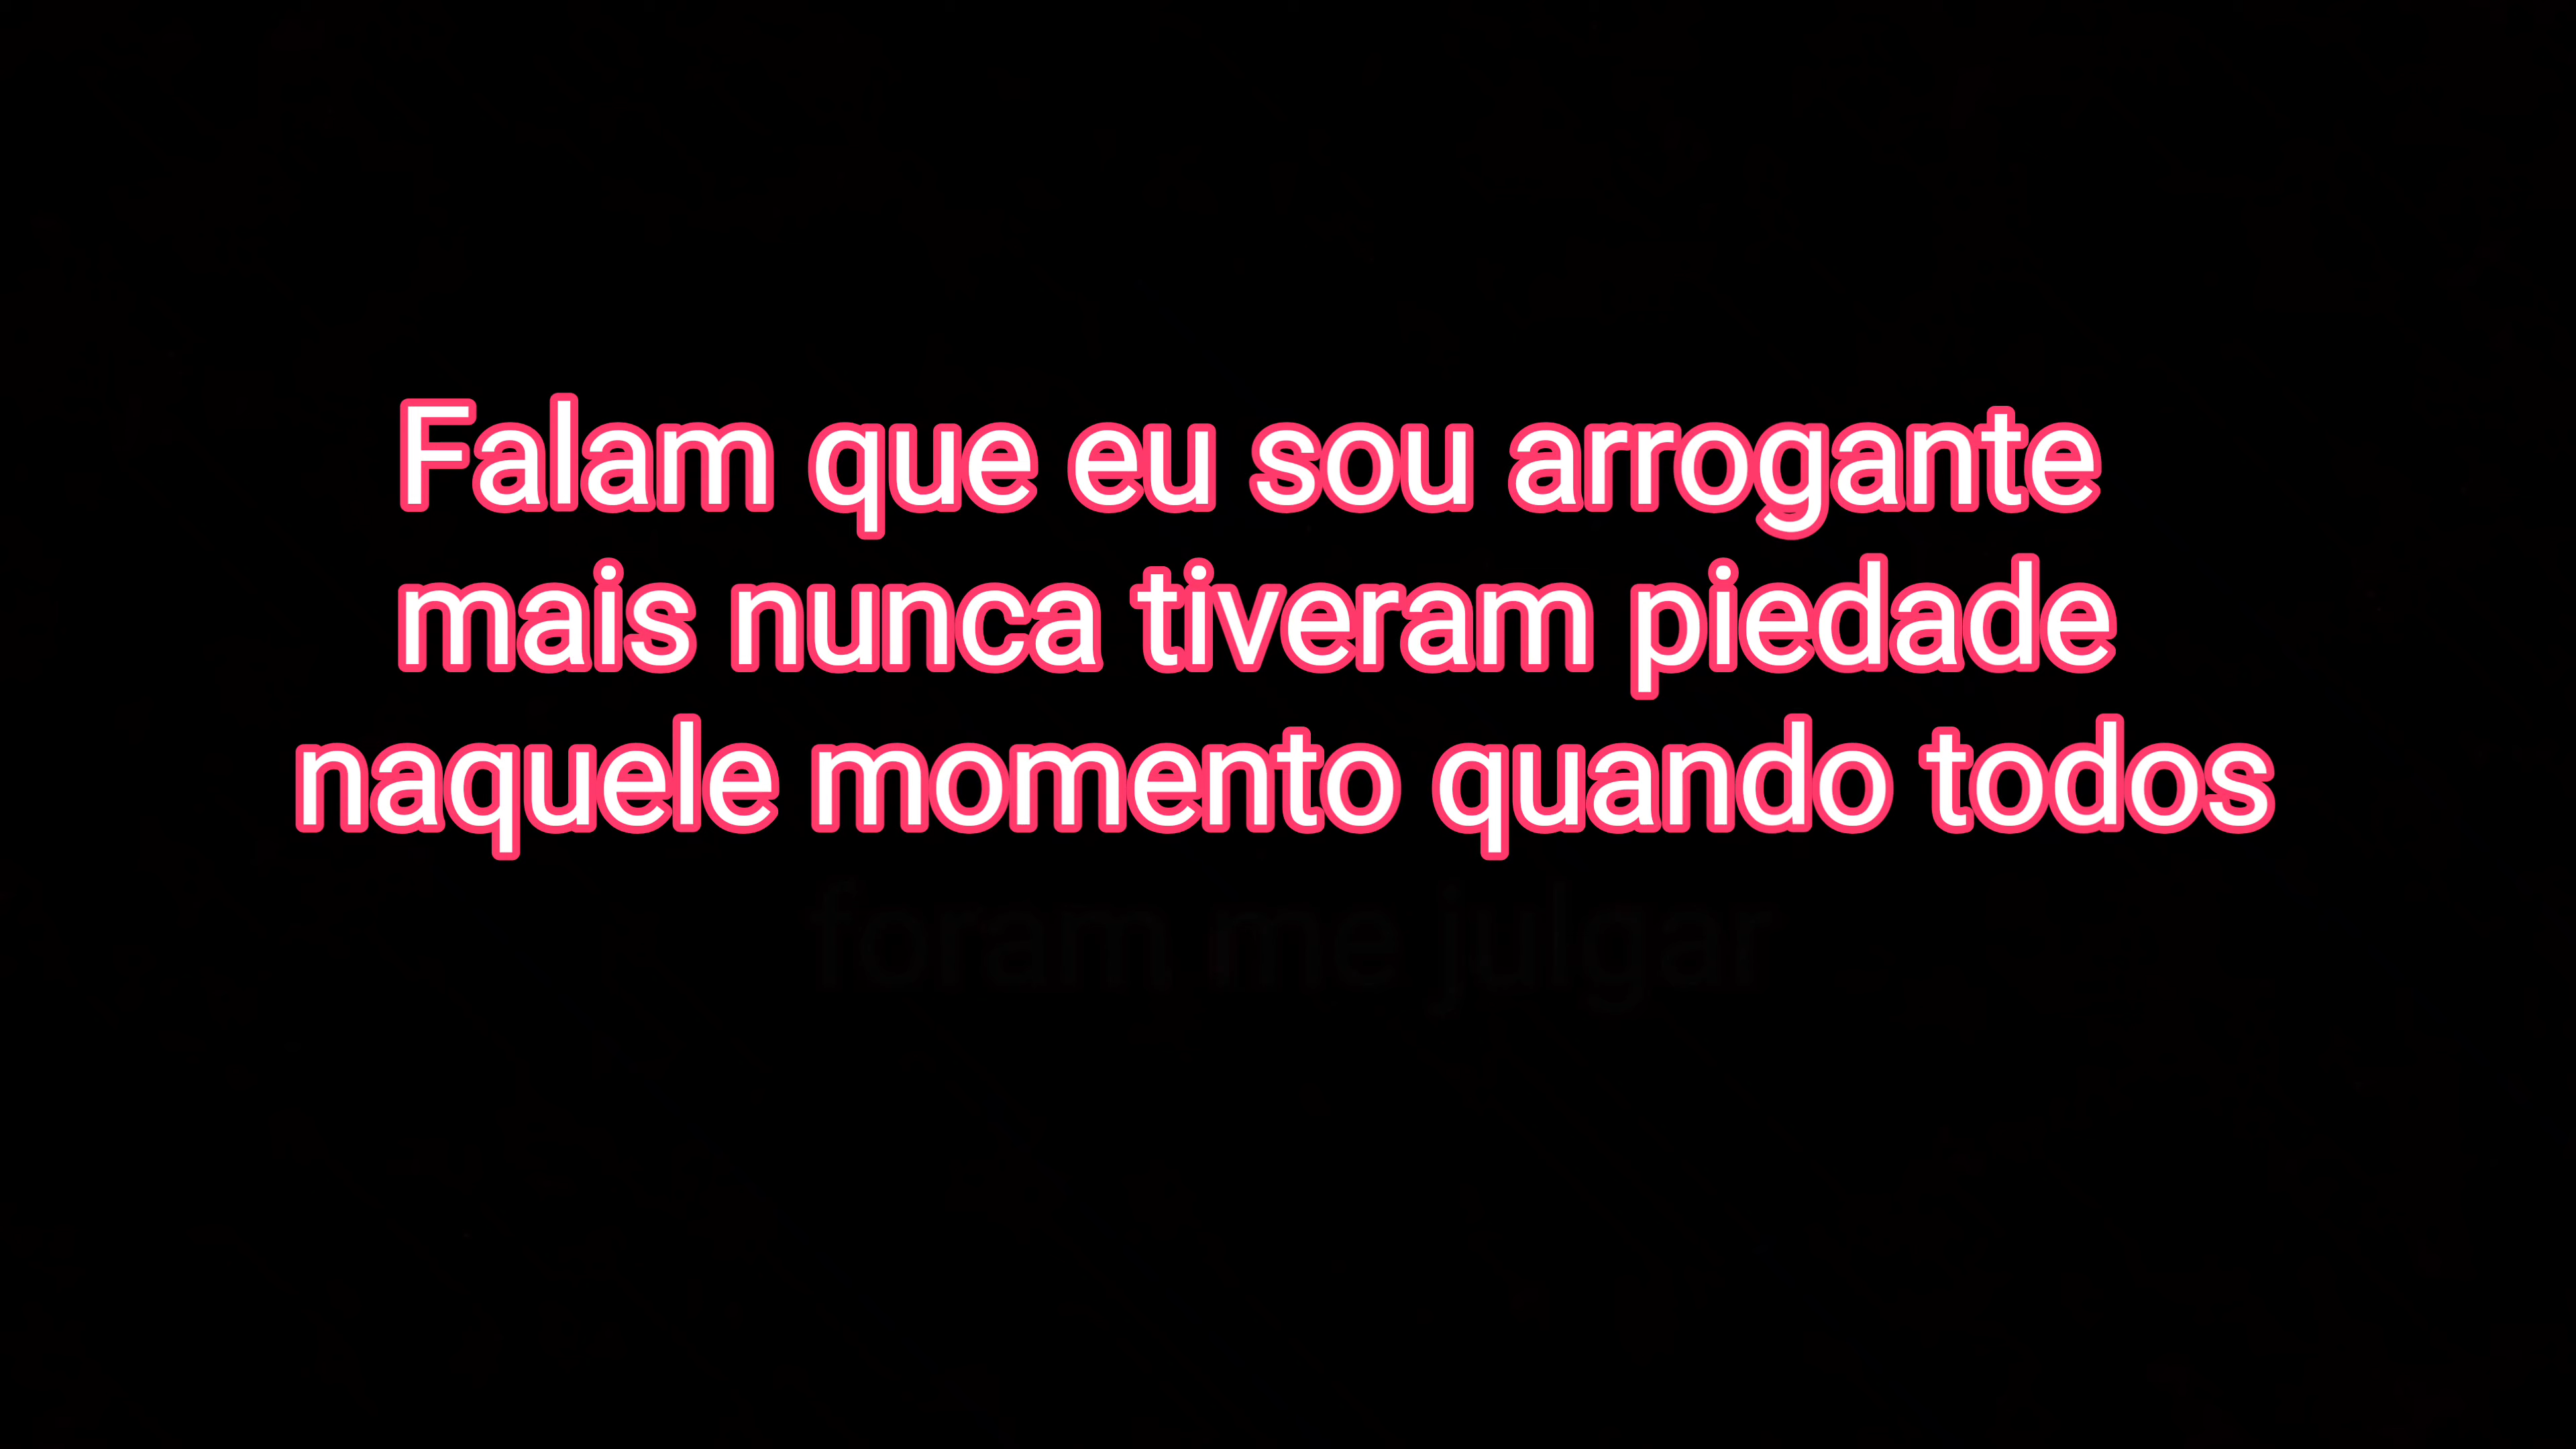 Falam que eu sou arrogante
mais nunca tiveram piedade
naquele momento quando todos
foram me julgar